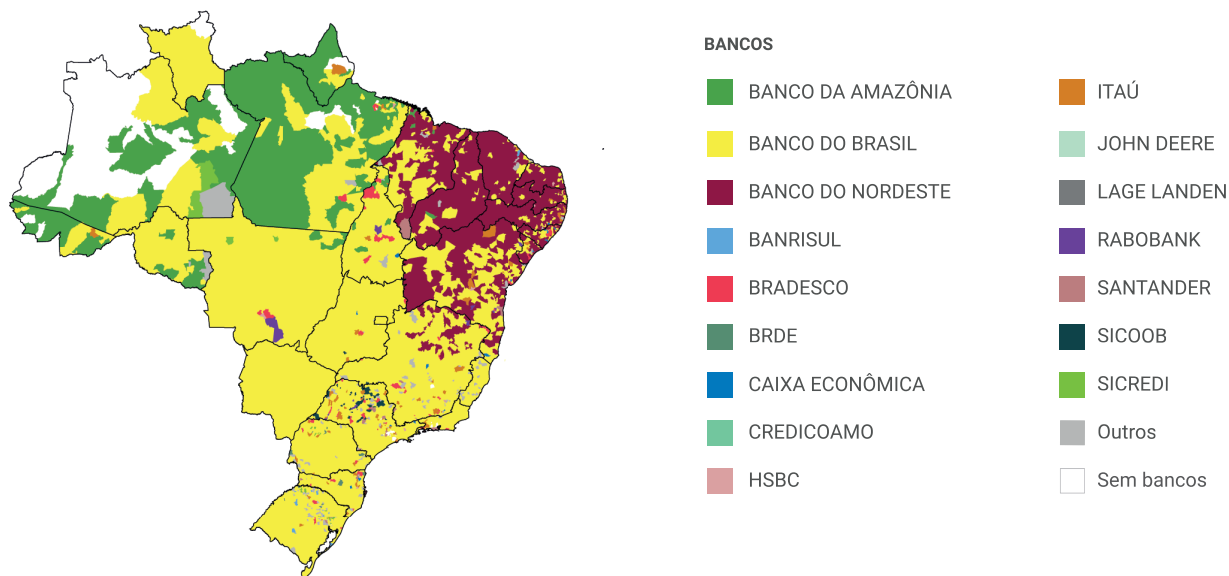 BANCOS
BANCO DA AMAZÔNIA
BANCO DO BRASIL
BANCO DO NORDESTE
BANRISUL
BRADESCO
BRDE
CAIXA ECONÔMICA
CREDICOAMO
HSBC
ITAÚ
JOHN DEERE
LAGE LANDEN
RABOBANK
SANTANDER
SICOOB
SICREDI
Outros
Sem bancos